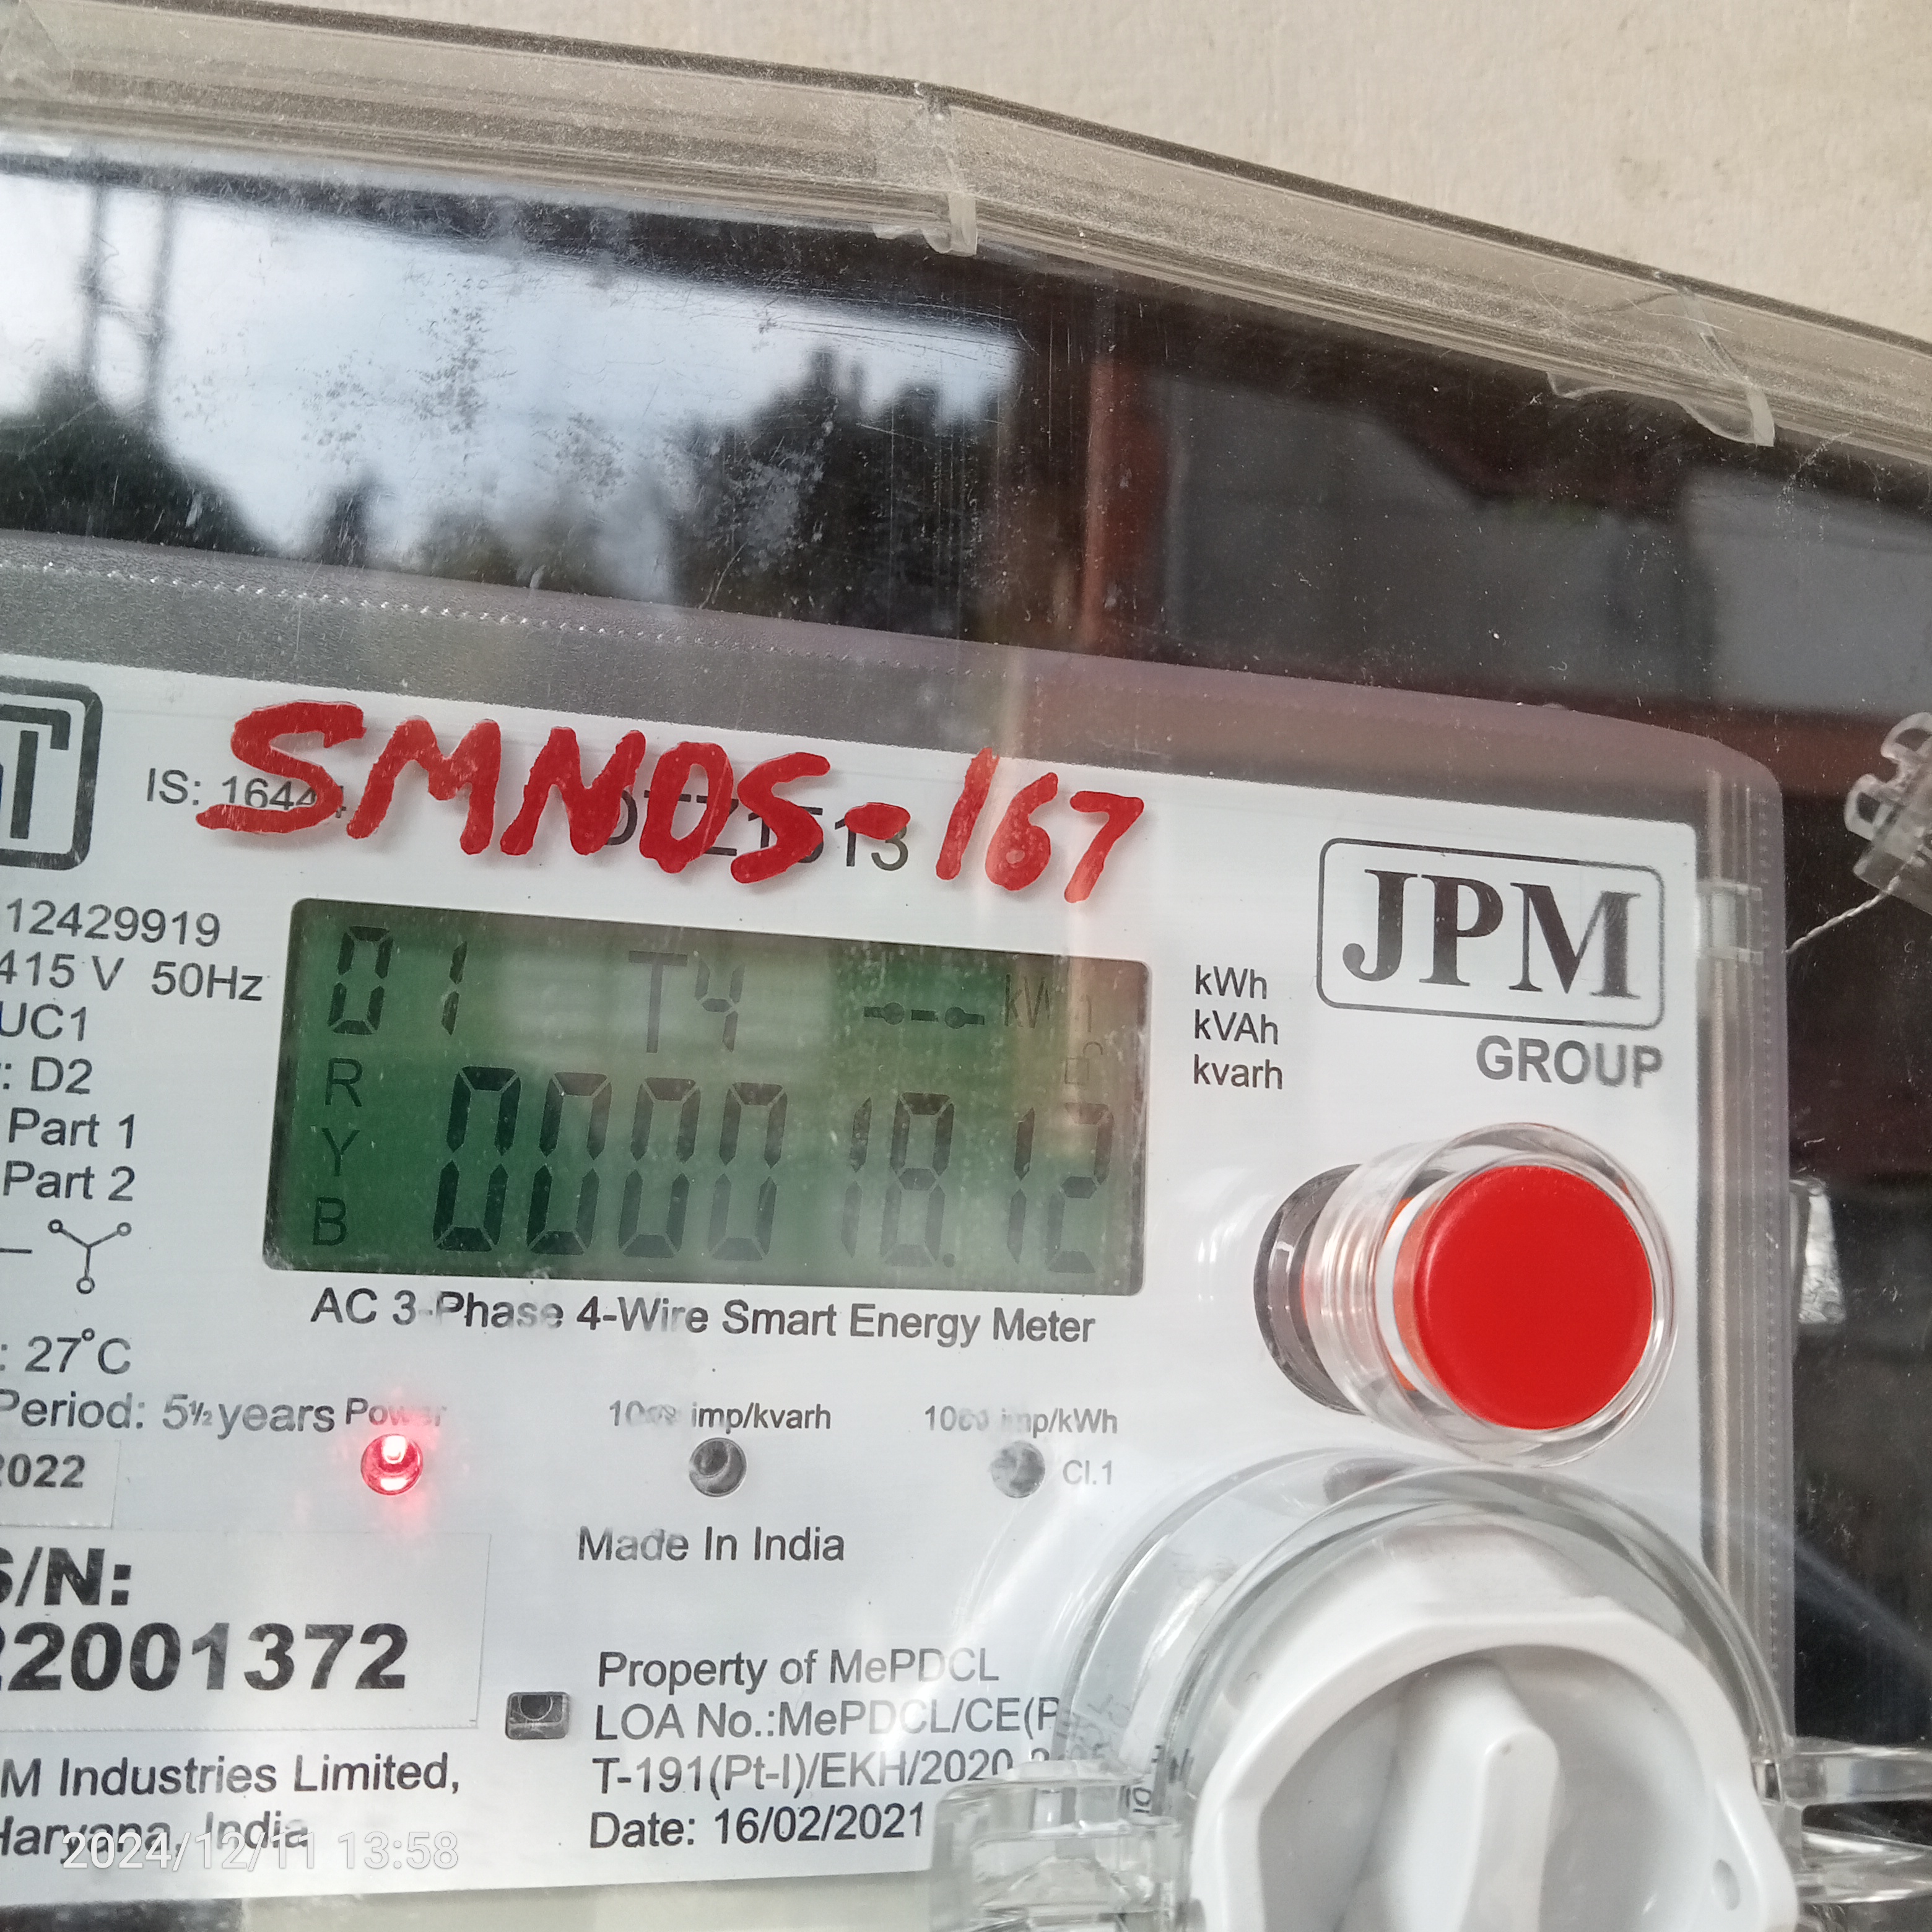 SMNOS-167
IS: 16444
12429919
415 V 50Hz
UC1
: D2
Part 1
Part 2
: 27°C
Period: 5½ years
2022
S/N:
22001372
M Industries Limited,
Haryana, India
01 T4 kWh
R
Y
B
000018.12
kWh
kVAh
kvarh
JPM
GROUP
AC 3-Phase 4-Wire Smart Energy Meter
Power
imp/kvarh
imp/kWh
Cl.1
Made In India
Property of MePDCL
LOA No.:MePDCL/CE(P
T-191(Pt-I)/EKH/2020
Date: 16/02/2021
2024/12/11 13:58